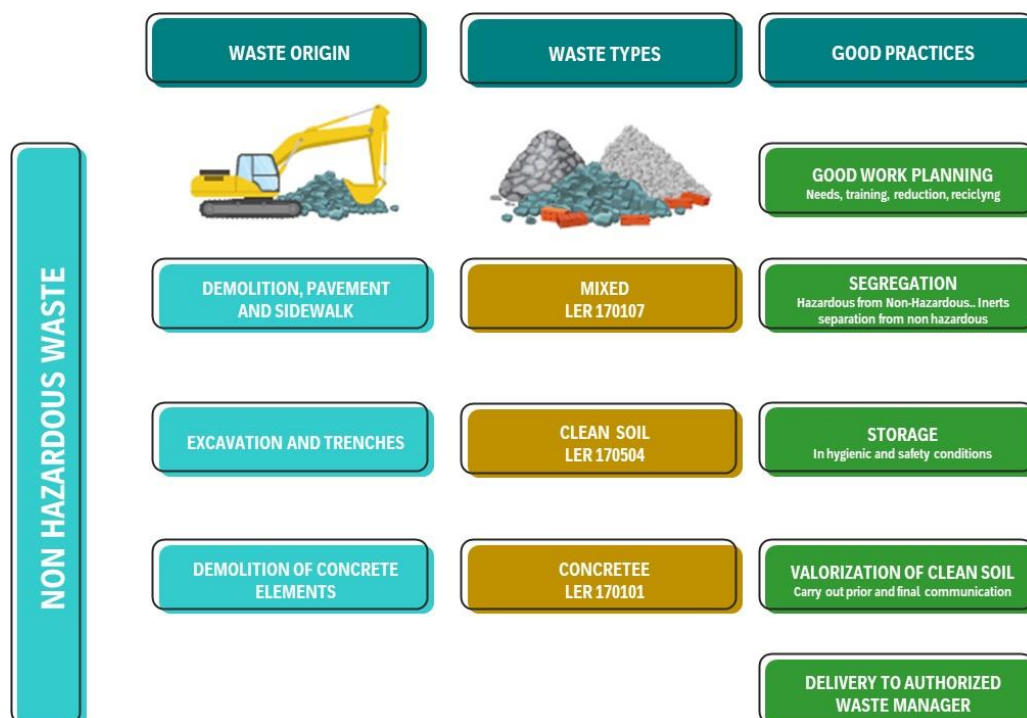 WASTE ORIGIN
WASTE TYPES
GOOD PRACTICES
NON HAZARDOUS WASTE
GOOD WORK PLANNING
Needs, training, reduction, reciclyng
DEMOLITION, PAVEMENT
AND SIDEWALK
MIXED
LER 170107
SEGREGATION
Hazardous from Non-Hazardous.. Inerts
separation from non hazardous
EXCAVATION AND TRENCHES
CLEAN SOIL
LER 170504
STORAGE
In hygienic and safety conditions
DEMOLITION OF CONCRETE
ELEMENTS
CONCRETEE
LER 170101
VALORIZATION OF CLEAN SOIL
Carry out prior and final communication
DELIVERY TO AUTHORIZED
WASTE MANAGER